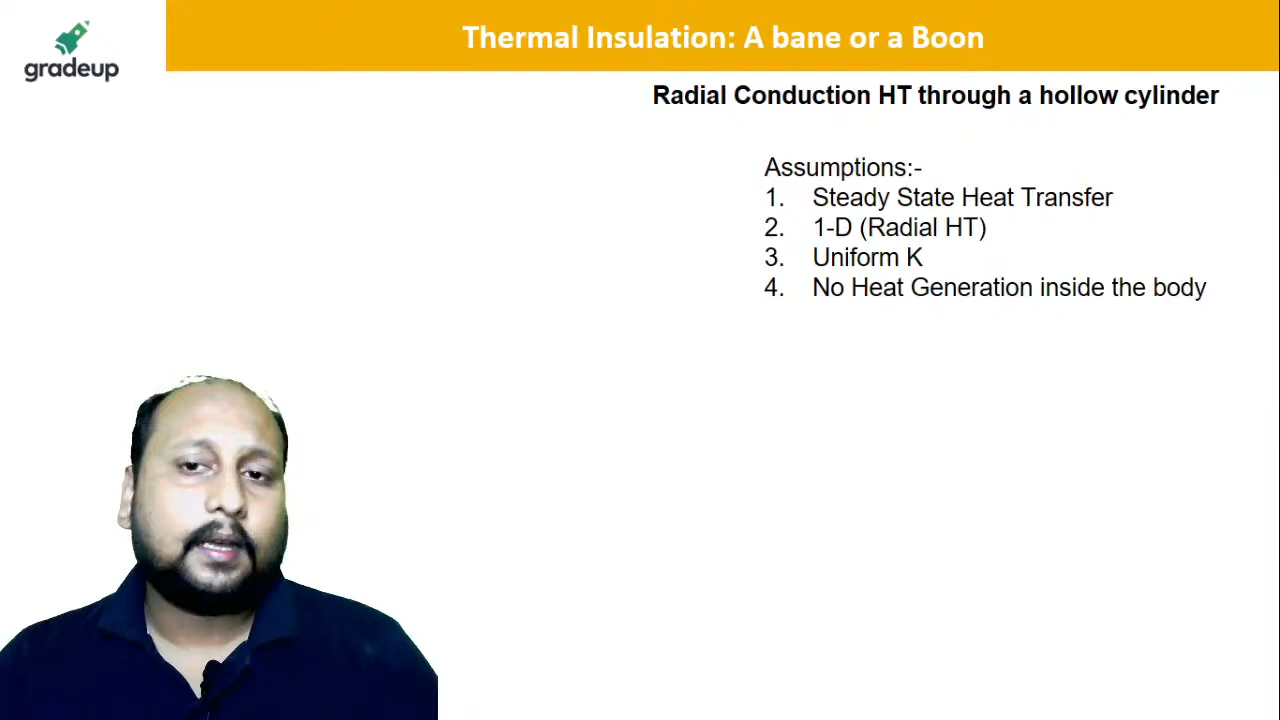 gradeup
Thermal Insulation: A bane or a Boon
Radial Conduction HT through a hollow cylinder
Assumptions:-
1. Steady State Heat Transfer
2. 1-D (Radial HT)
3. Uniform K
4. No Heat Generation inside the body